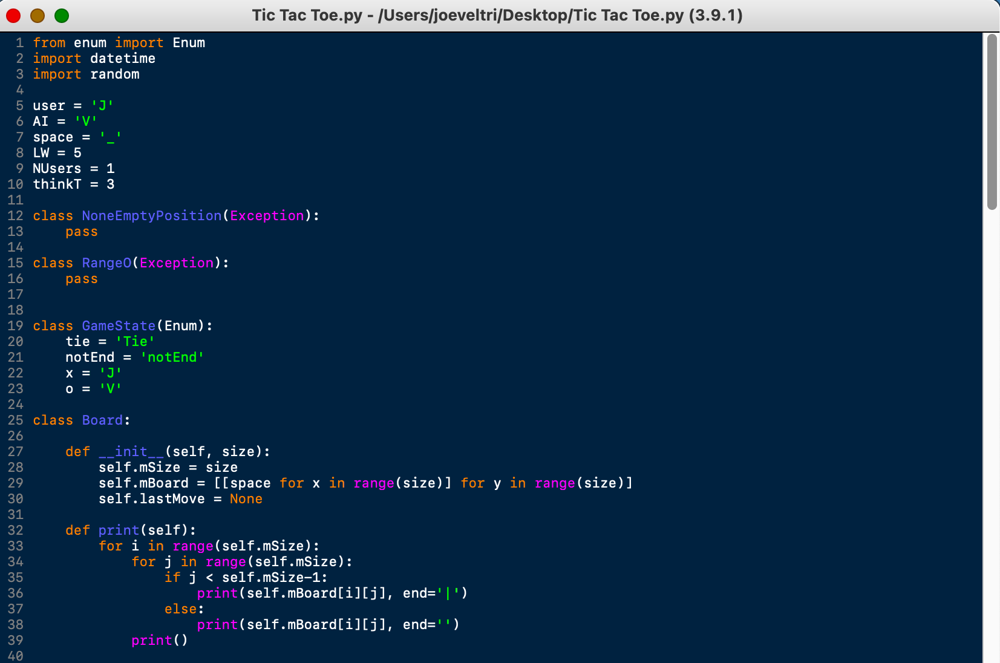 Tic Tac Toe.py - /Users/joeveltri/Desktop/Tic Tac Toe.py (3.9.1)
1 from enum import Enum
2 import datetime
3 import random
4
5 user = 'J'
6 AI = 'V'
7 space = '_'
8 LW = 5
9 NUsers = 1
10 thinkT = 3
11
12 class NoneEmptyPosition(Exception):
13     pass
14
15 class RangeO(Exception):
16     pass
17
18
19 class GameState(Enum):
20     tie = 'Tie'
21     notEnd = 'notEnd'
22     x = 'J'
23     o = 'V'
24
25 class Board:
26
27     def __init__(self, size):
28         self.mSize = size
29         self.mBoard = [[space for x in range(size)] for y in range(size)]
30         self.lastMove = None
31
32     def print(self):
33         for i in range(self.mSize):
34             for j in range(self.mSize):
35                 if j < self.mSize-1:
36                     print(self.mBoard[i][j], end='|')
37                 else:
38                     print(self.mBoard[i][j], end='')
39             print()
40